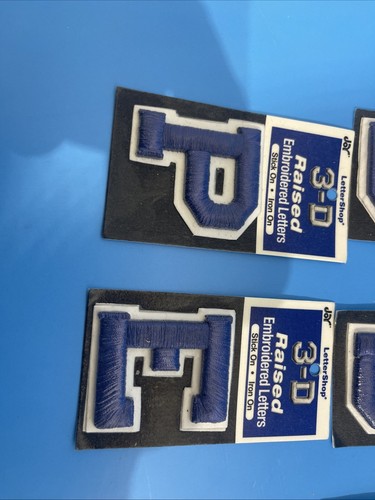 P
JOY
LetterShop®
3-D
Raised
Embroidered Letters
Stick On • Iron On
E
JOY
LetterShop®
3-D
Raised
Embroidered Letters
Stick On • Iron On